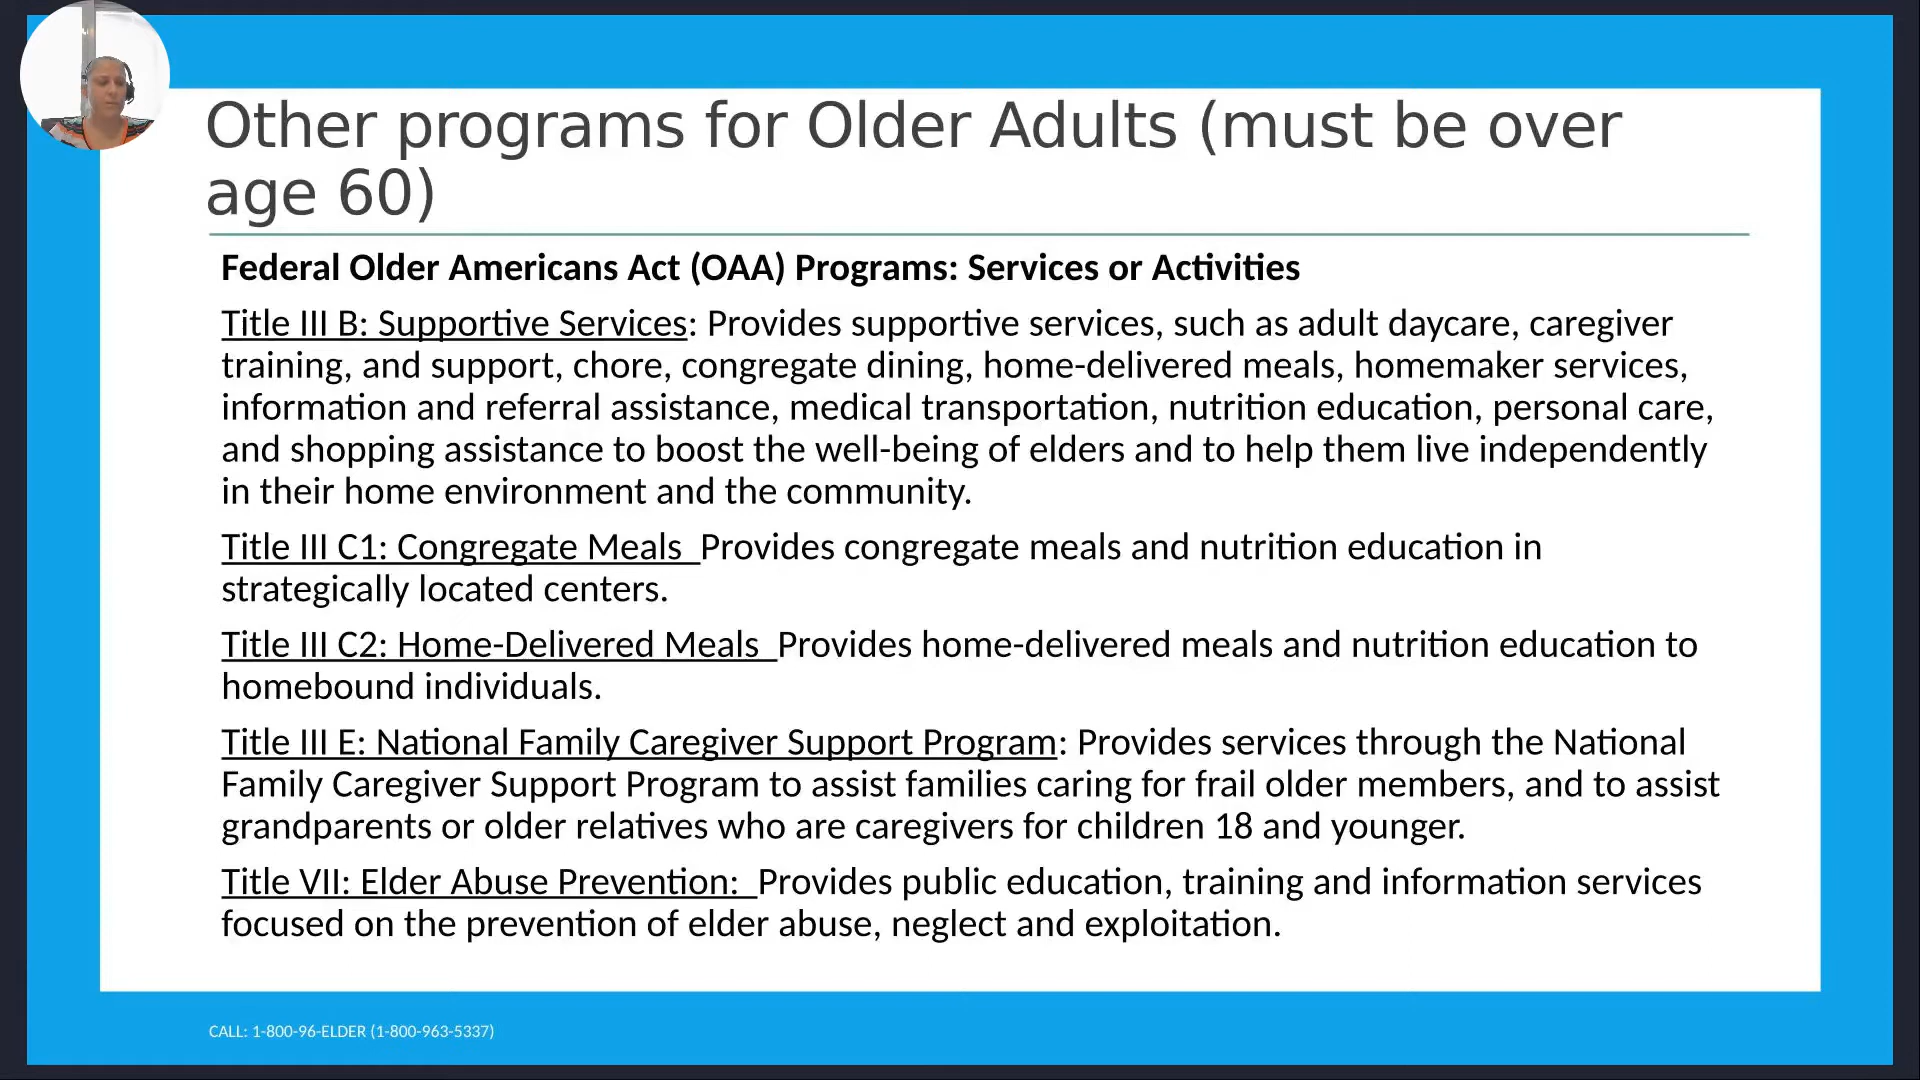 Other programs for Older Adults (must be over
age 60)
Federal Older Americans Act (OAA) Programs: Services or Activities
Title III B: Supportive Services: Provides supportive services, such as adult daycare, caregiver
training, and support, chore, congregate dining, home-delivered meals, homemaker services,
information and referral assistance, medical transportation, nutrition education, personal care,
and shopping assistance to boost the well-being of elders and to help them live independently
in their home environment and the community.
Title III C1: Congregate Meals  Provides congregate meals and nutrition education in
strategically located centers.
Title III C2: Home-Delivered Meals  Provides home-delivered meals and nutrition education to
homebound individuals.
Title III E: National Family Caregiver Support Program: Provides services through the National
Family Caregiver Support Program to assist families caring for frail older members, and to assist
grandparents or older relatives who are caregivers for children 18 and younger.
Title VII: Elder Abuse Prevention:  Provides public education, training and information services
focused on the prevention of elder abuse, neglect and exploitation.
CALL: 1-800-96-ELDER (1-800-963-5337)